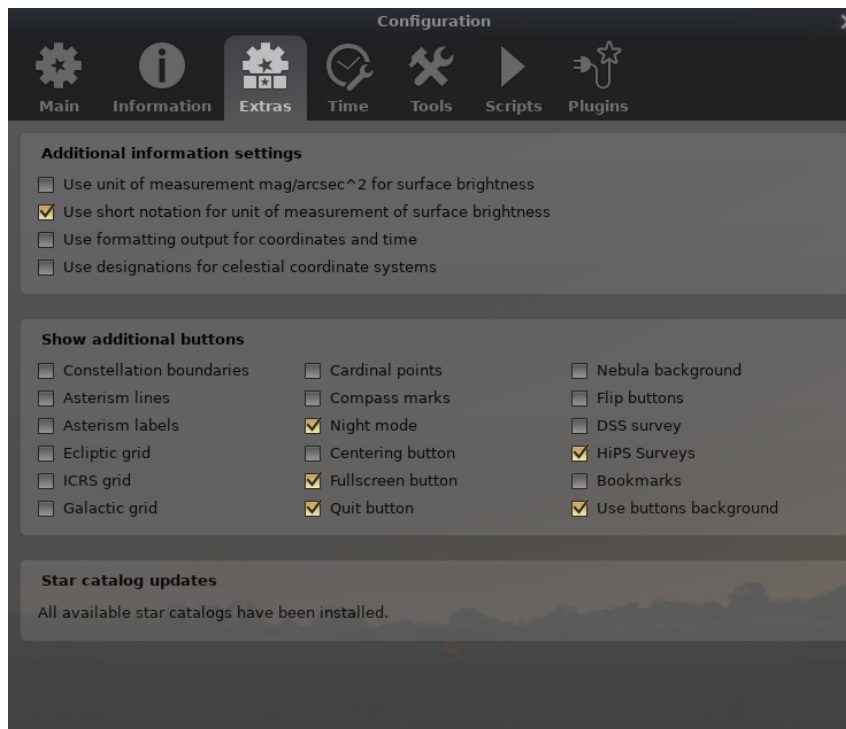 Configuration
Main Information Extras Time Tools Scripts Plugins
Additional information settings
Use unit of measurement mag/arcsec^2 for surface brightness
Use short notation for unit of measurement of surface brightness
Use formatting output for coordinates and time
Use designations for celestial coordinate systems
Show additional buttons
Constellation boundaries Cardinal points Nebula background
Asterism lines Compass marks Flip buttons
Asterism labels Night mode DSS survey
Ecliptic grid Centering button HiPS Surveys
ICRS grid Fullscreen button Bookmarks
Galactic grid Quit button Use buttons background
Star catalog updates
All available star catalogs have been installed.
S